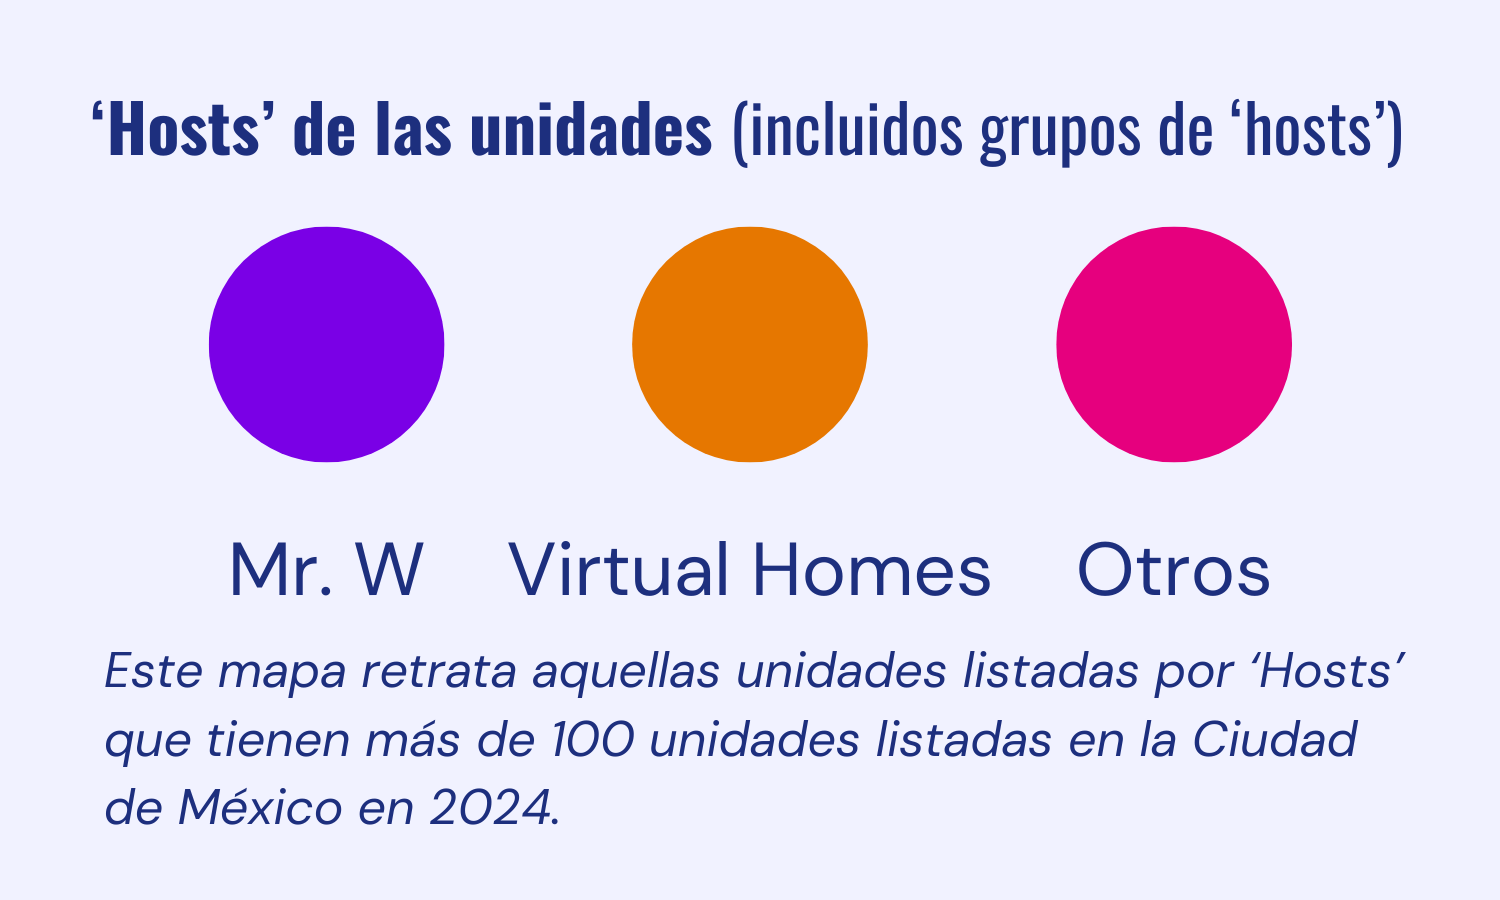 ‘Hosts’ de las unidades (incluidos grupos de ‘hosts’)
Mr. W Virtual Homes Otros
Este mapa retrata aquellas unidades listadas por ‘Hosts’
que tienen más de 100 unidades listadas en la Ciudad
de México en 2024.